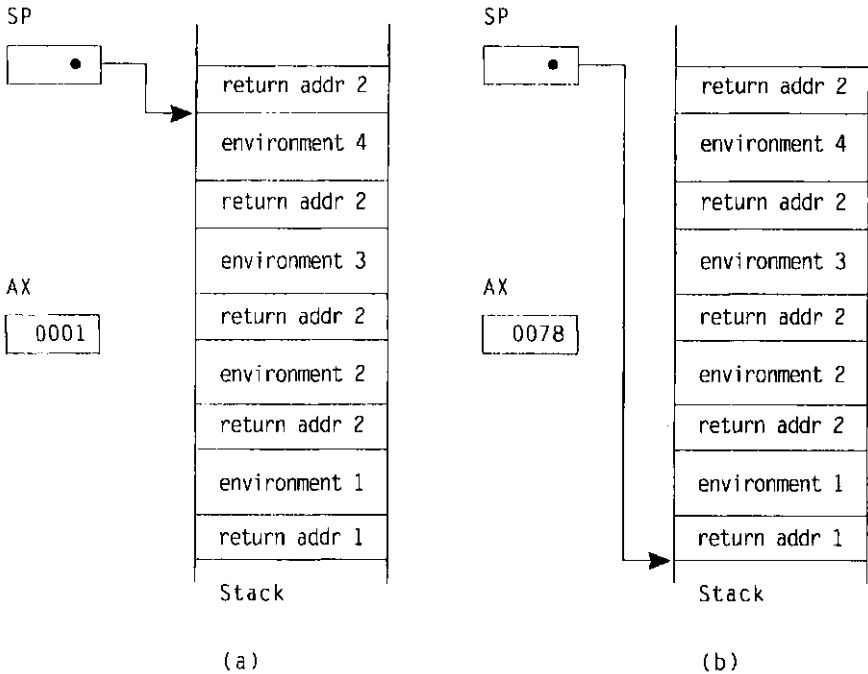 SP
return addr 2
environment 4
return addr 2
environment 3
AX
return addr 2
0001
environment 2
return addr 2
environment 1
return addr 1
Stack
(a)
SP
return addr 2
environment 4
return addr 2
environment 3
AX
return addr 2
0078
environment 2
return addr 2
environment 1
return addr 1
Stack
(b)